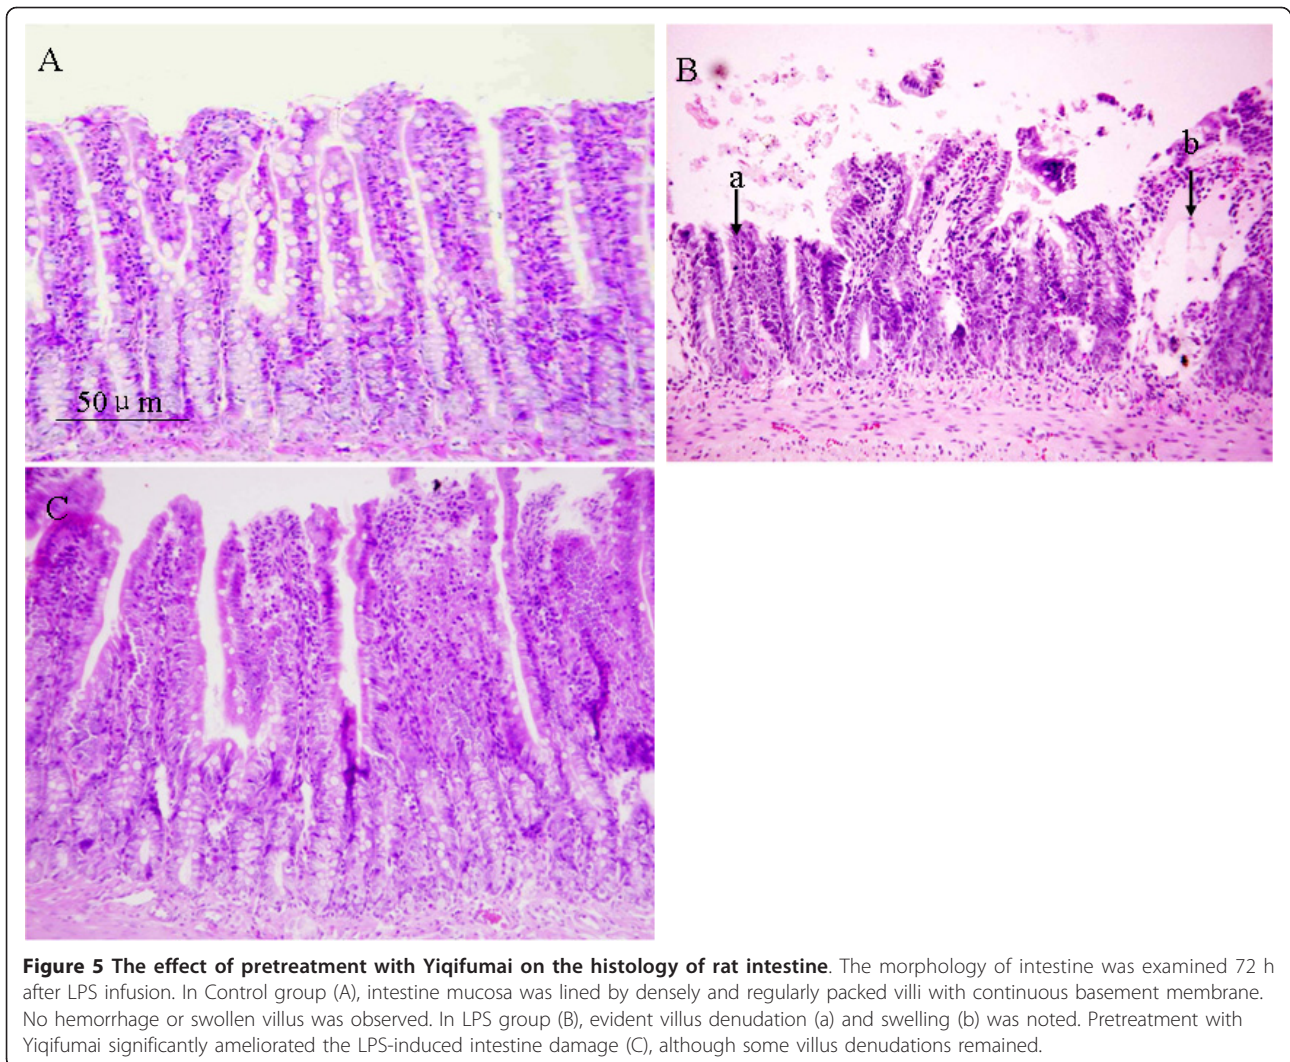 A
B
a
b
50 μm
C
Figure 5 The effect of pretreatment with Yiqifumai on the histology of rat intestine. The morphology of intestine was examined 72 h
after LPS infusion. In Control group (A), intestine mucosa was lined by densely and regularly packed villi with continuous basement membrane.
No hemorrhage or swollen villus was observed. In LPS group (B), evident villus denudation (a) and swelling (b) was noted. Pretreatment with
Yiqifumai significantly ameliorated the LPS-induced intestine damage (C), although some villus denudations remained.